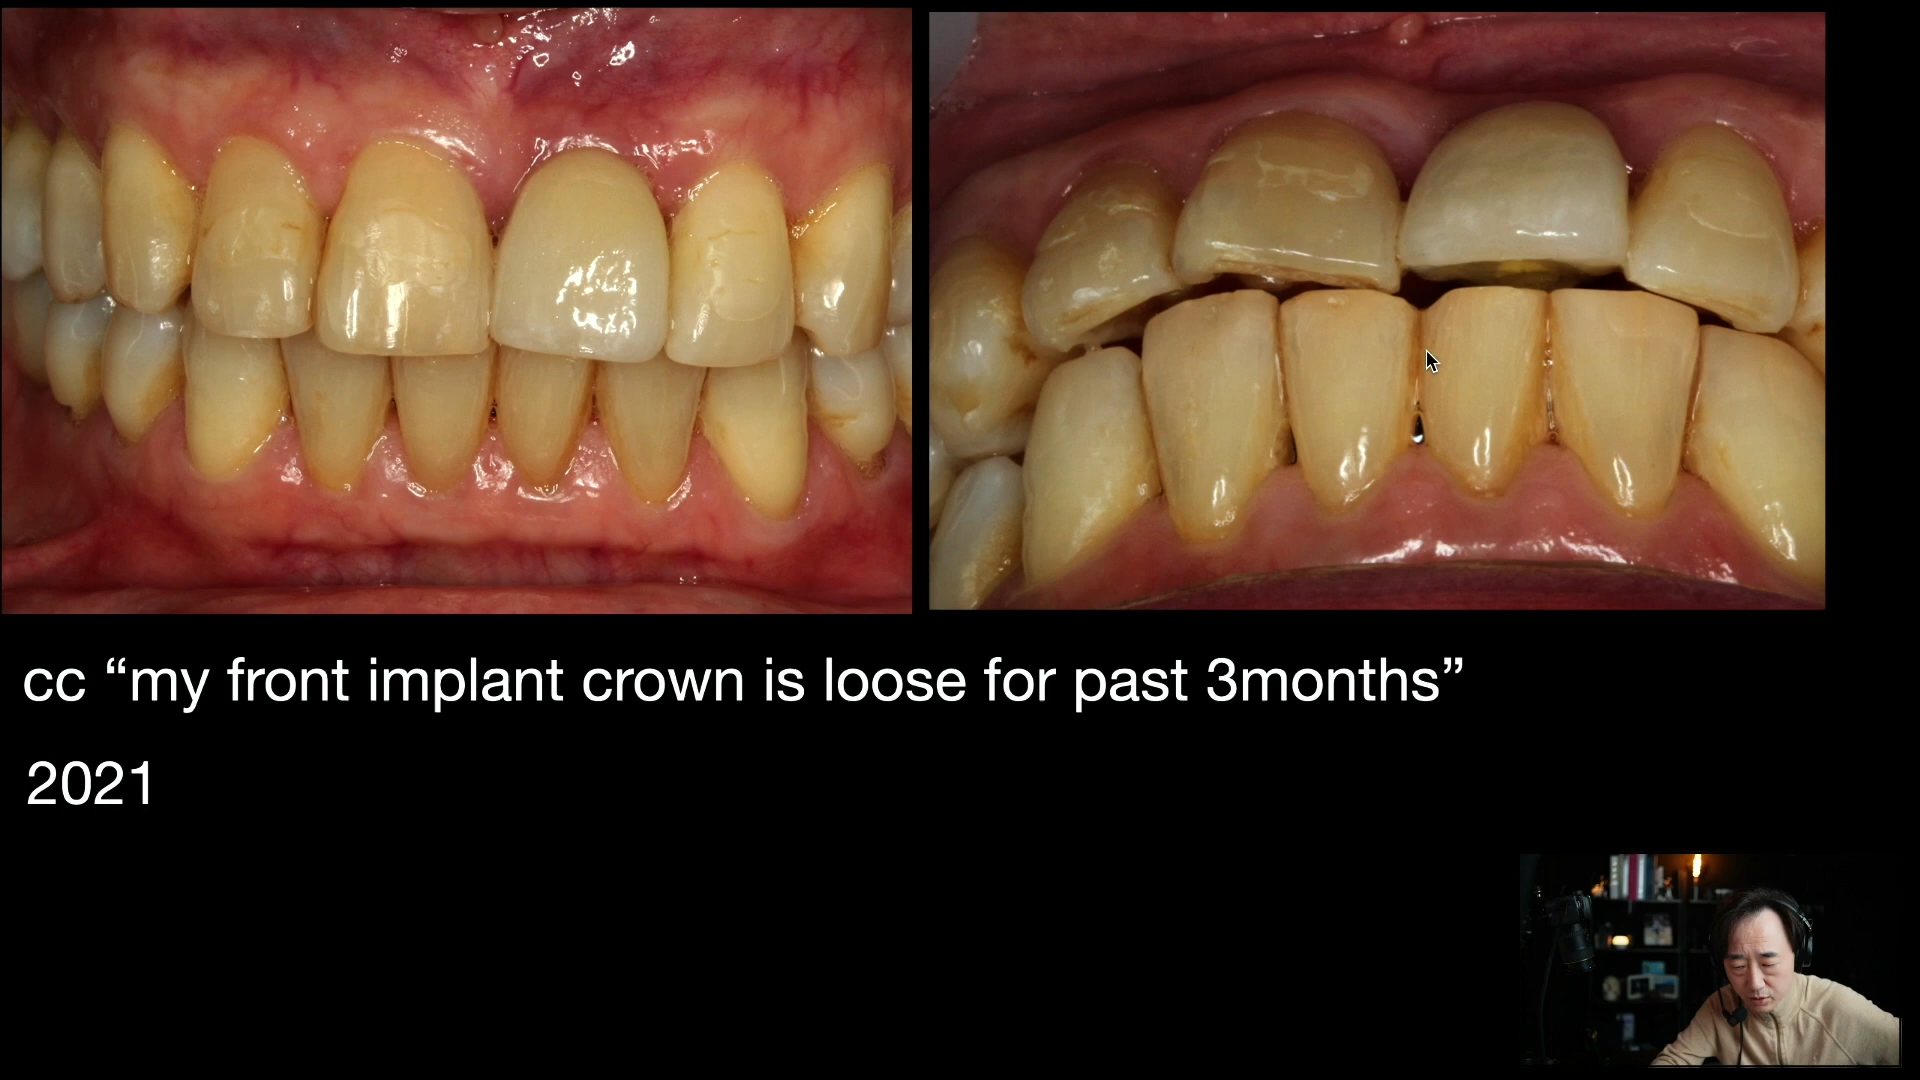 cc “my front implant crown is loose for past 3months”
2021